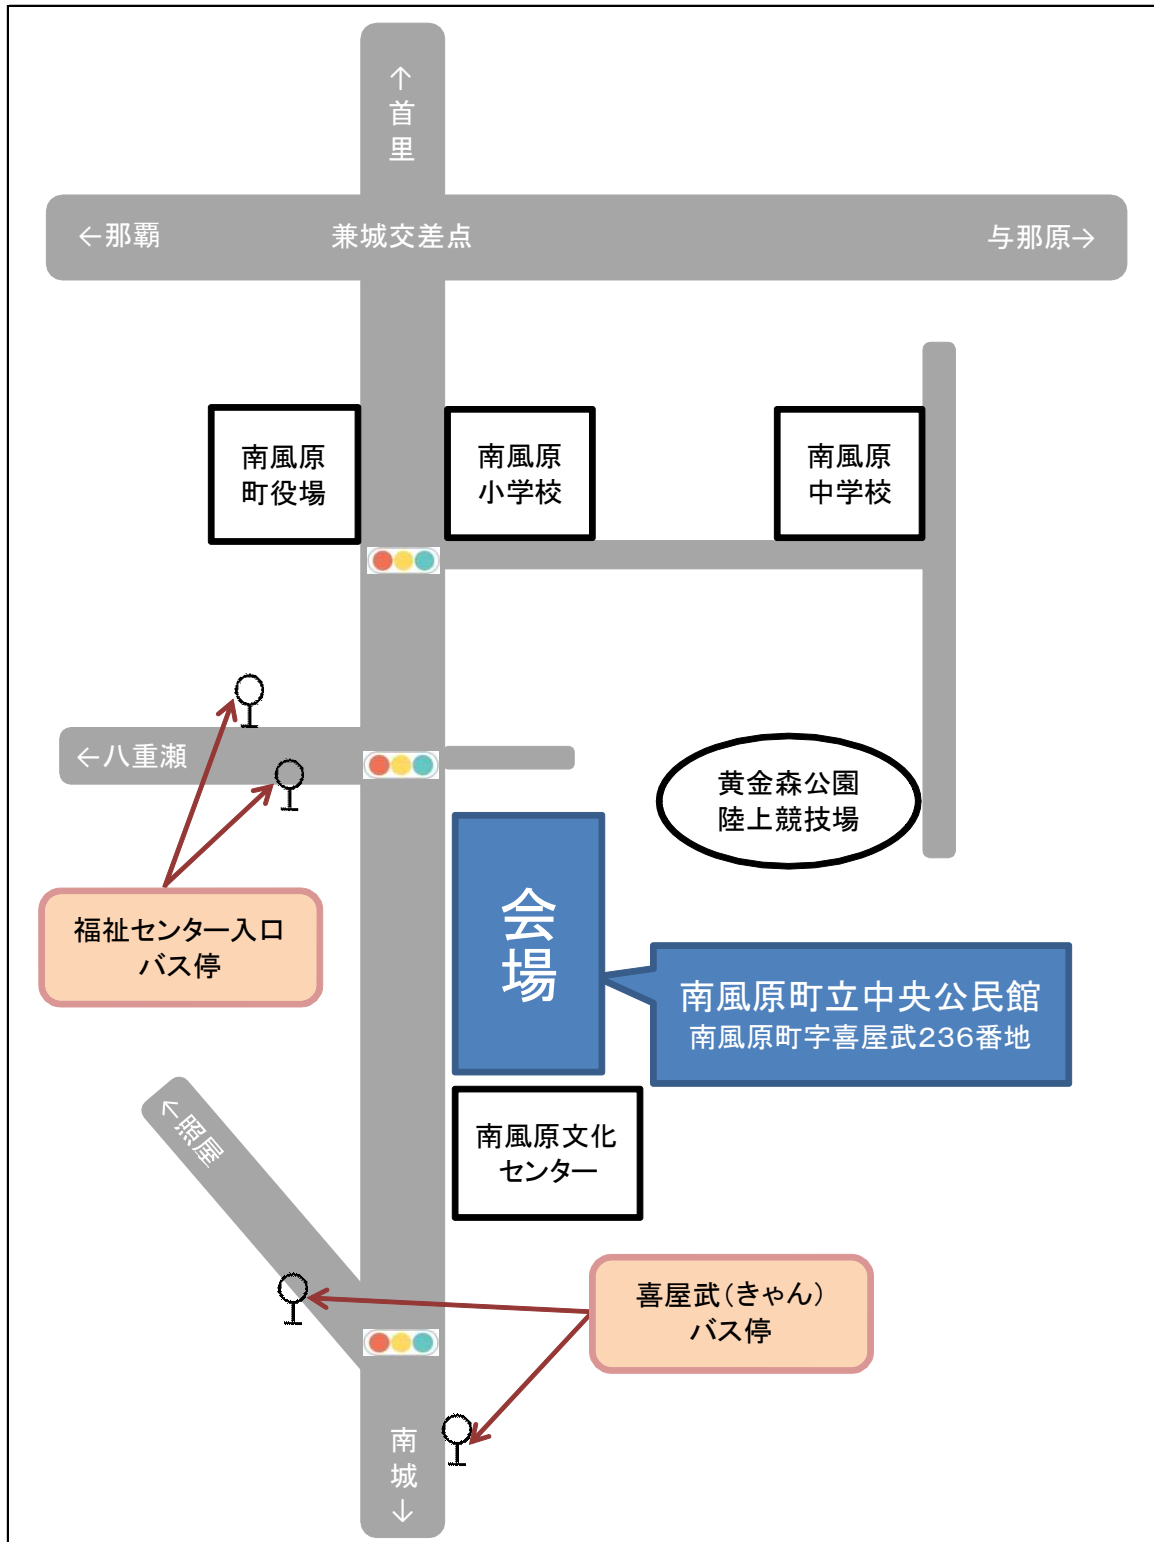 ↑首里
←那覇
兼城交差点
与那原→
南風原
町役場
南風原
小学校
南風原
中学校
←八重瀬
黄金森公園
陸上競技場
会場
福祉センター入口
バス停
南風原町立中央公民館
南風原町字喜屋武236番地
←照屋
南風原文化
センター
喜屋武(きゃん)
バス停
南城↓